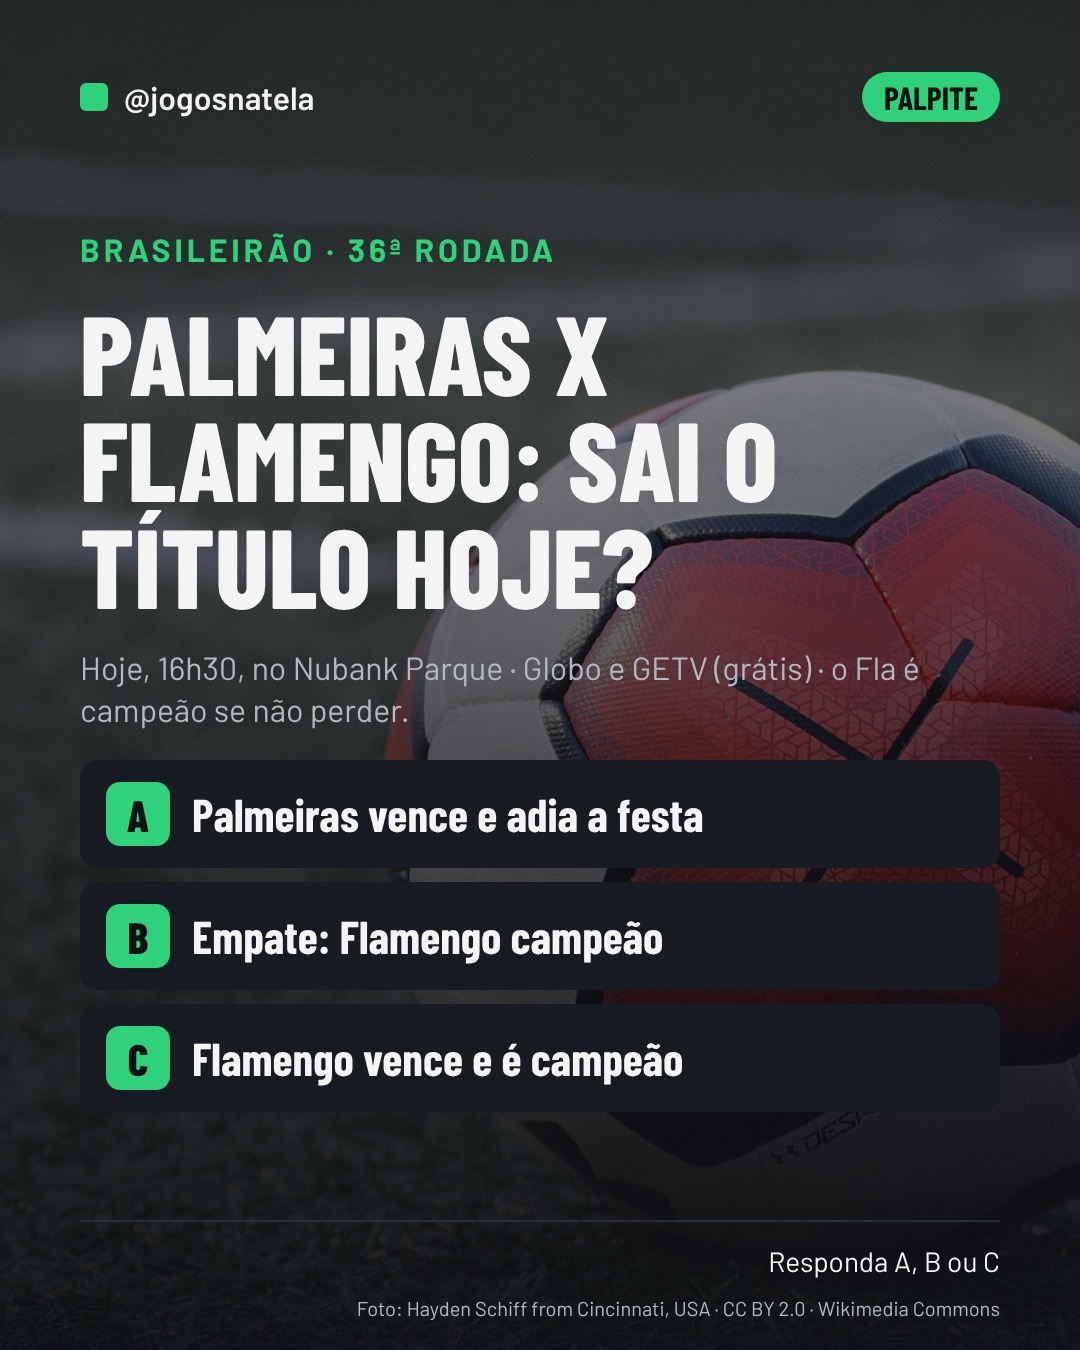 @jogosnatela
PALPITE
BRASILEIRÃO · 36ª RODADA
PALMEIRAS X
FLAMENGO: SAI O
TÍTULO HOJE?
Hoje, 16h30, no Nubank Parque · Globo e GETV (grátis) · o Fla é
campeão se não perder.
A Palmeiras vence e adia a festa
B Empate: Flamengo campeão
C Flamengo vence e é campeão
Responda A, B ou C
Foto: Hayden Schiff from Cincinnati, USA · CC BY 2.0 · Wikimedia Commons